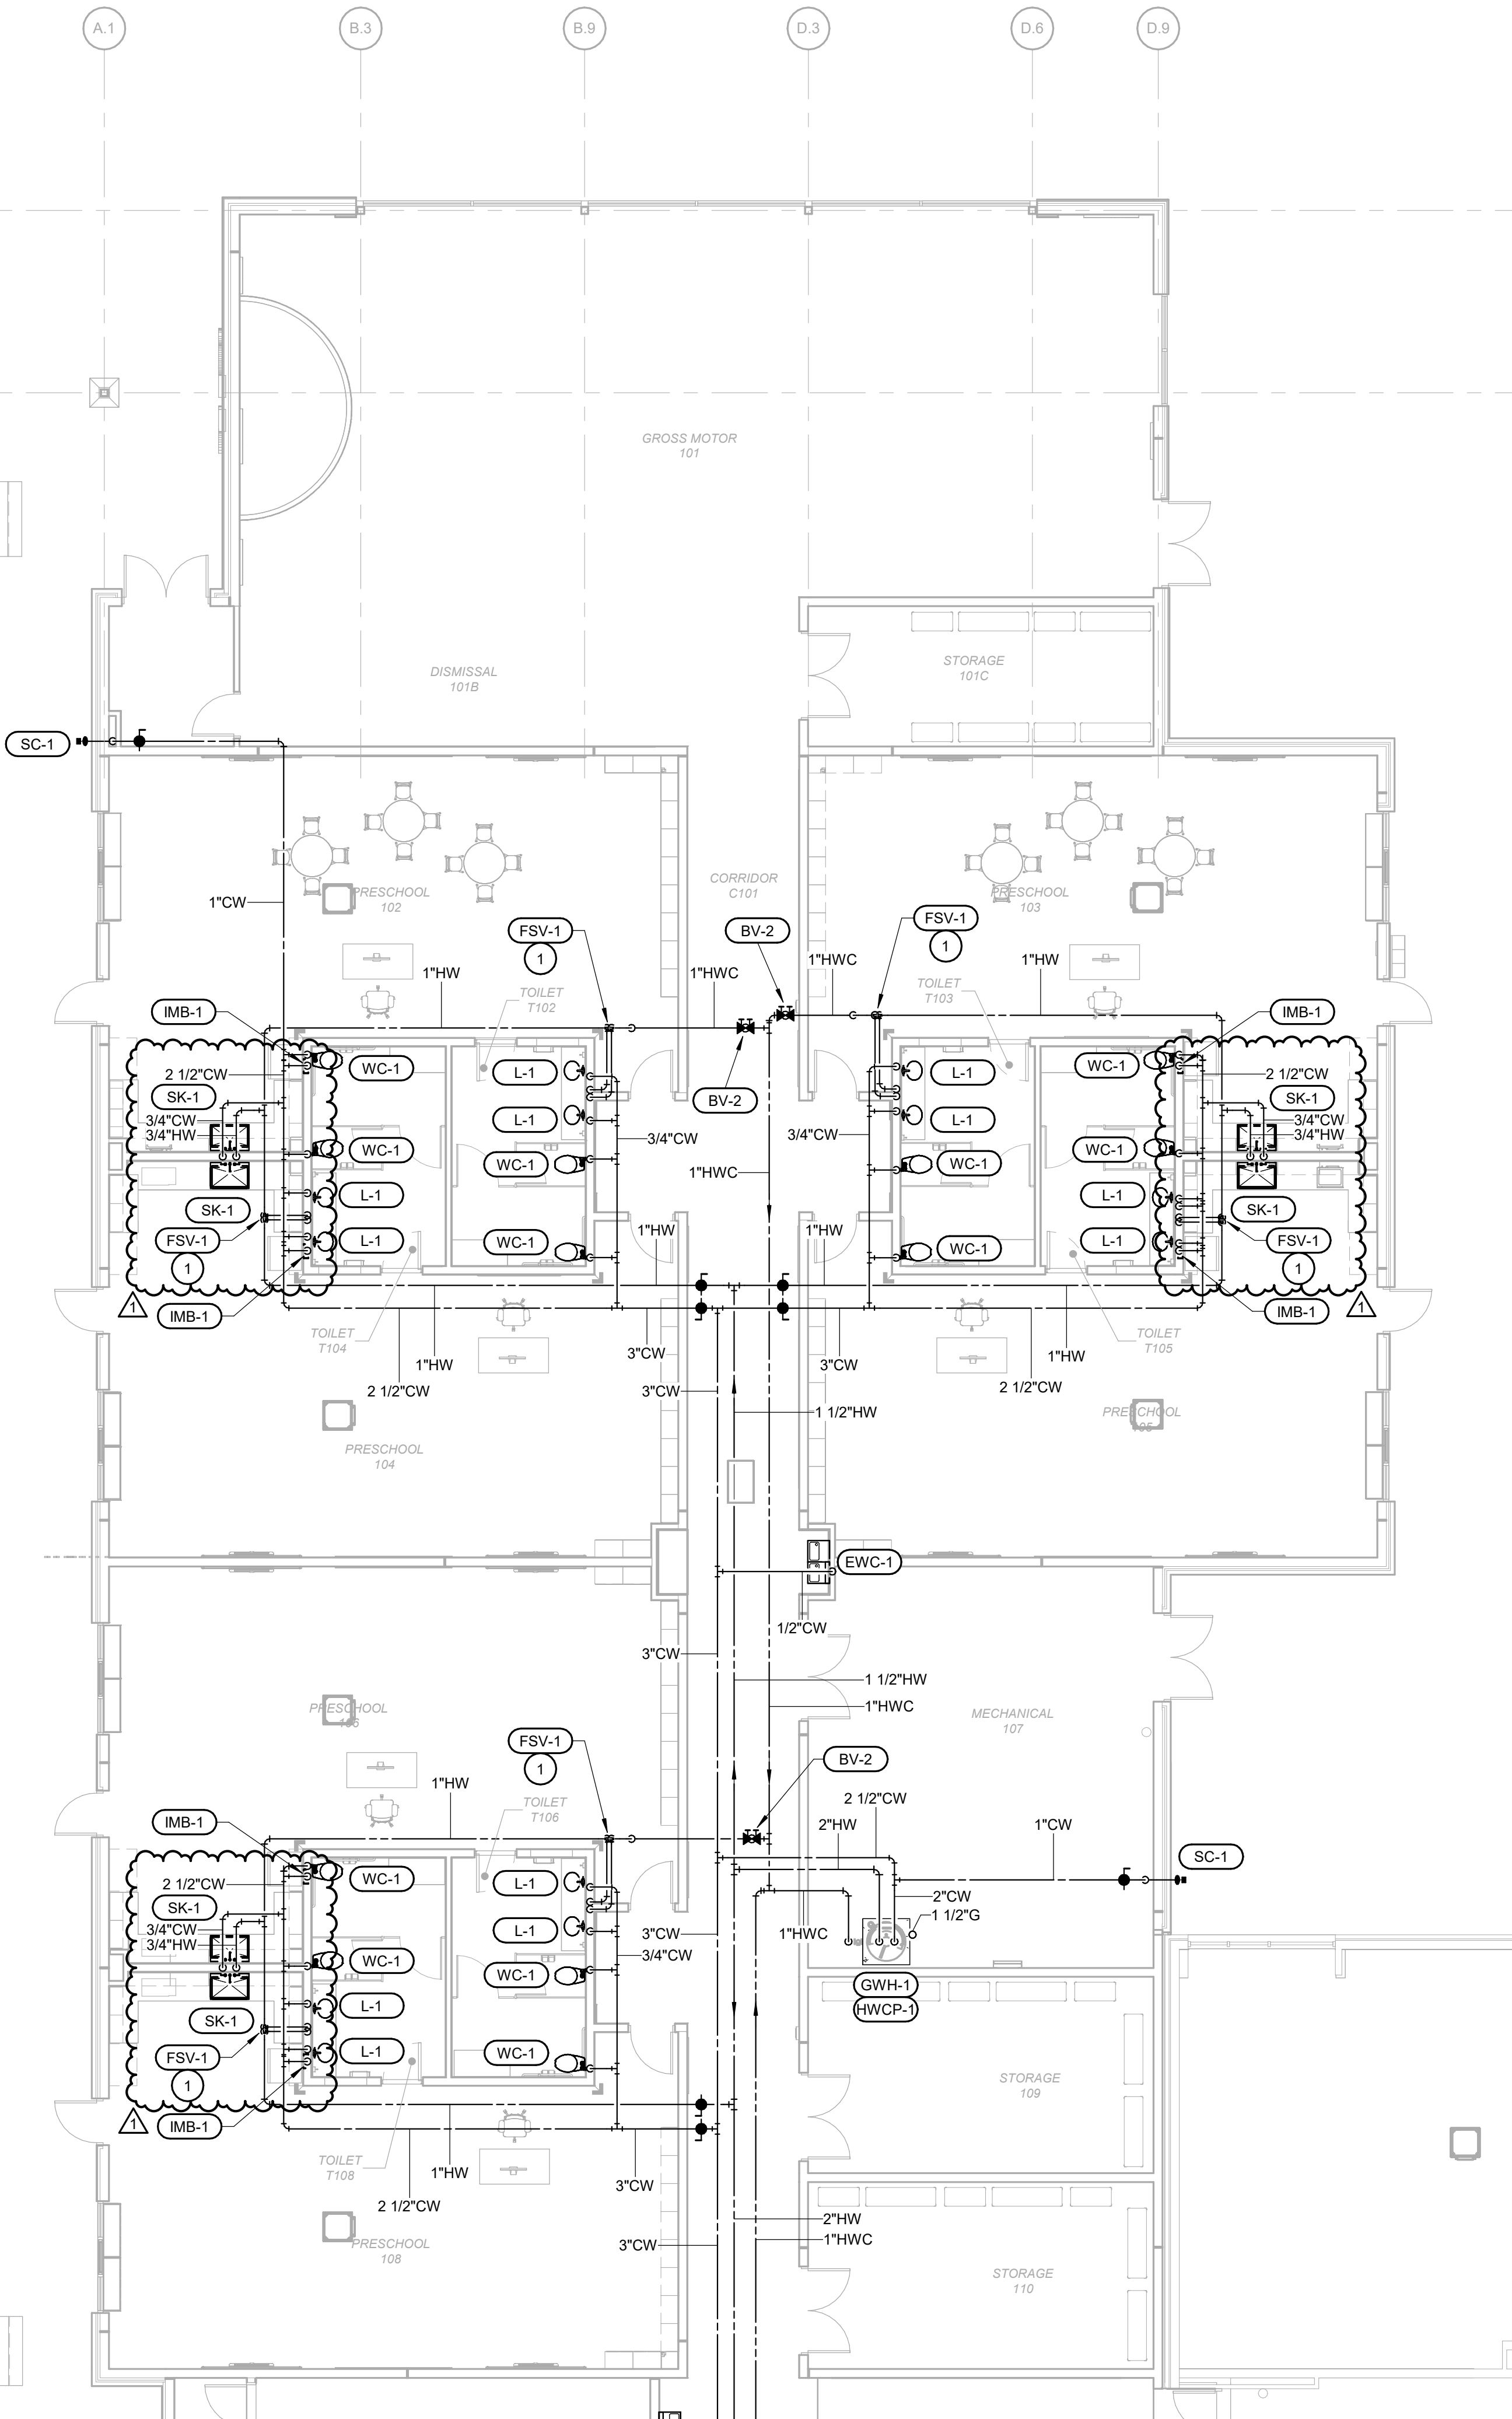 A.1
B.3
B.9
D.3
D.6
D.9
GROSS MOTOR
101
DISMISSAL
101B
STORAGE
101C
SC-1
CORRIDOR
C101
PRESCHOOL
102
PRESCHOOL
103
1"CW
FSV-1
1
BV-2
FSV-1
1
1"HW
1"HWC
1"HWC
1"HW
TOILET
T102
TOILET
T103
IMB-1
IMB-1
WC-1
L-1
BV-2
L-1
WC-1
2 1/2"CW
SK-1
3/4"CW
3/4"HW
2 1/2"CW
SK-1
3/4"CW
3/4"HW
L-1
L-1
3/4"CW
3/4"CW
WC-1
WC-1
WC-1
WC-1
1"HWC
L-1
L-1
SK-1
SK-1
FSV-1
1
L-1
WC-1
1"HW
1"HW
WC-1
L-1
FSV-1
1
1
IMB-1
IMB-1
1
TOILET
T104
1"HW
2 1/2"CW
3"CW
3"CW
3"CW
1"HW
2 1/2"CW
TOILET
T105
1 1/2"HW
PRESCHOOL
104
PRESCHOOL
105
EWC-1
1/2"CW
3"CW
1 1/2"HW
1"HWC
PRESCHOOL
106
MECHANICAL
107
FSV-1
1
BV-2
1"HW
TOILET
T106
2 1/2"CW
2"HW
1"CW
IMB-1
SC-1
WC-1
L-1
2 1/2"CW
SK-1
3/4"CW
3/4"HW
L-1
2"CW
1 1/2"G
3"CW
1"HWC
3/4"CW
WC-1
WC-1
GWH-1
HWCP-1
L-1
SK-1
FSV-1
1
L-1
WC-1
1
IMB-1
STORAGE
109
TOILET
T108
1"HW
2 1/2"CW
3"CW
2"HW
1"HWC
3"CW
PRESCHOOL
108
STORAGE
110